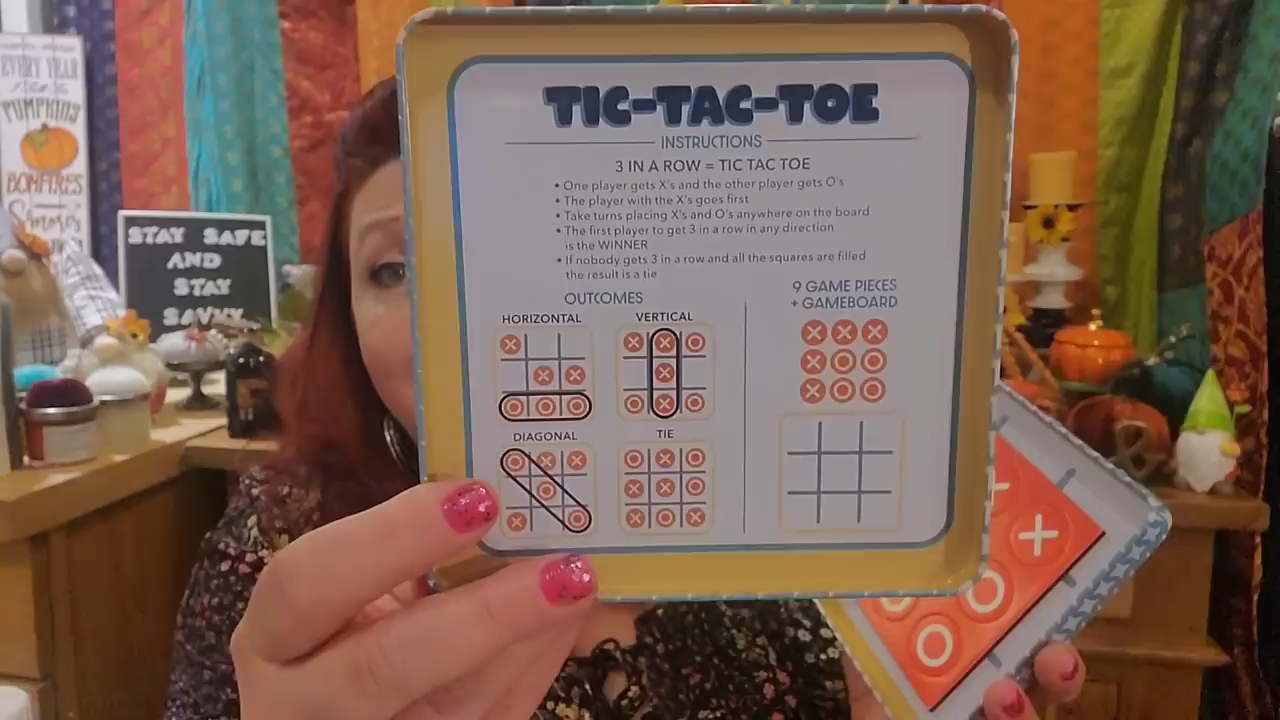 EVERY YEAR
PUMPKINS
BONFIRES
S'mores
STAY SAFE
AND
STAY
SAVVY
TIC-TAC-TOE
INSTRUCTIONS
3 IN A ROW = TIC TAC TOE
• One player gets X's and the other player gets O's
• The player with the X's goes first
• Take turns placing X's and O's anywhere on the board
• The first player to get 3 in a row in any direction
is the WINNER
• If nobody gets 3 in a row and all the squares are filled
the result is a tie
OUTCOMES
HORIZONTAL
VERTICAL
DIAGONAL
TIE
9 GAME PIECES
+ GAMEBOARD